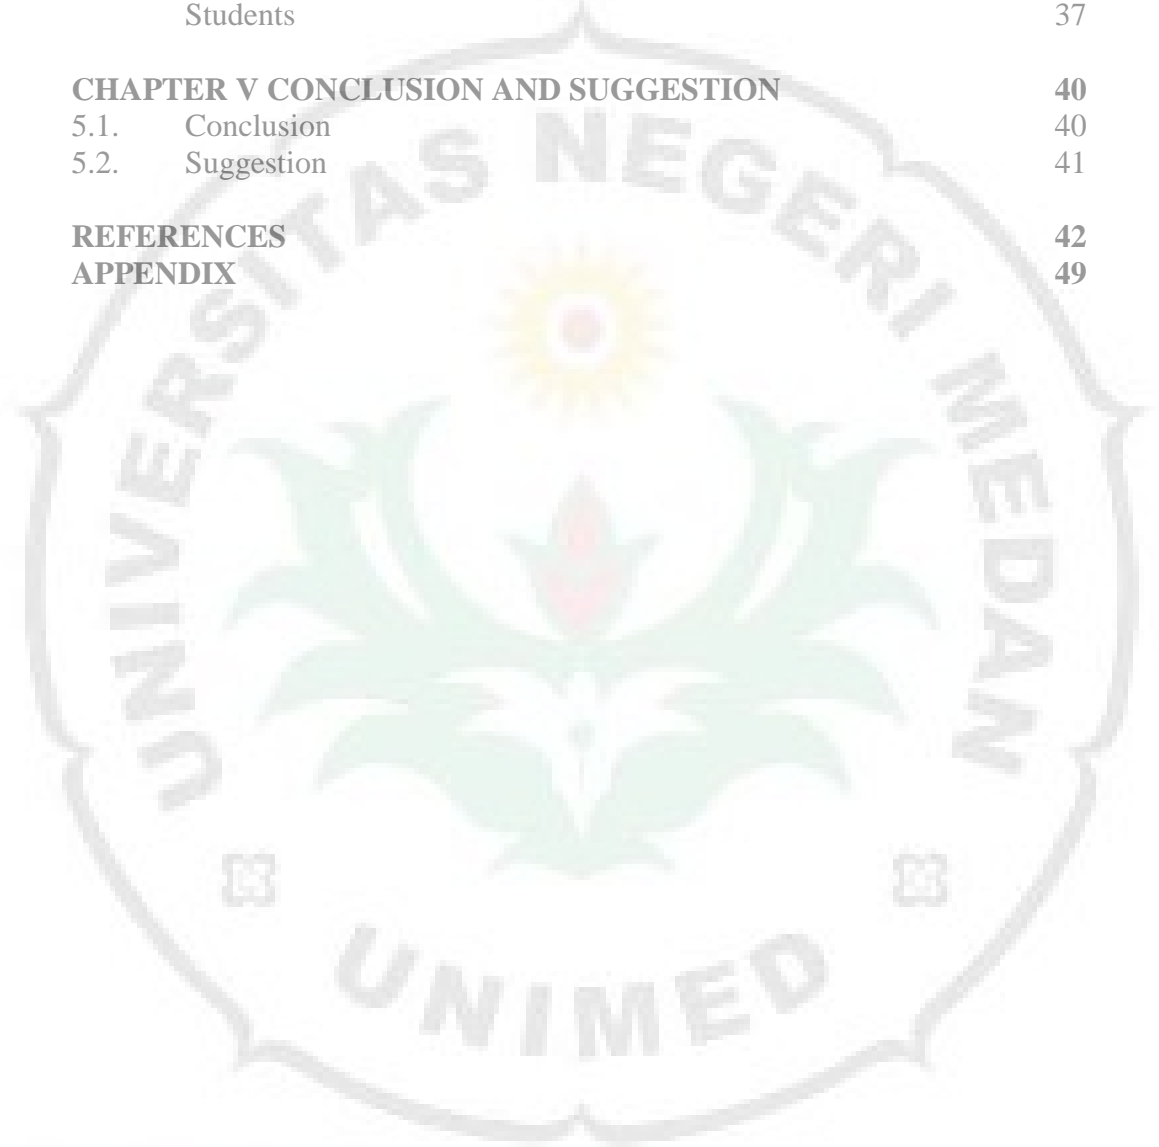 Students 37
CHAPTER V CONCLUSION AND SUGGESTION 40
5.1. Conclusion 40
5.2. Suggestion 41
REFERENCES 42
APPENDIX 49
UNIVERSITAS NEGERI MEDAN
UNIMED